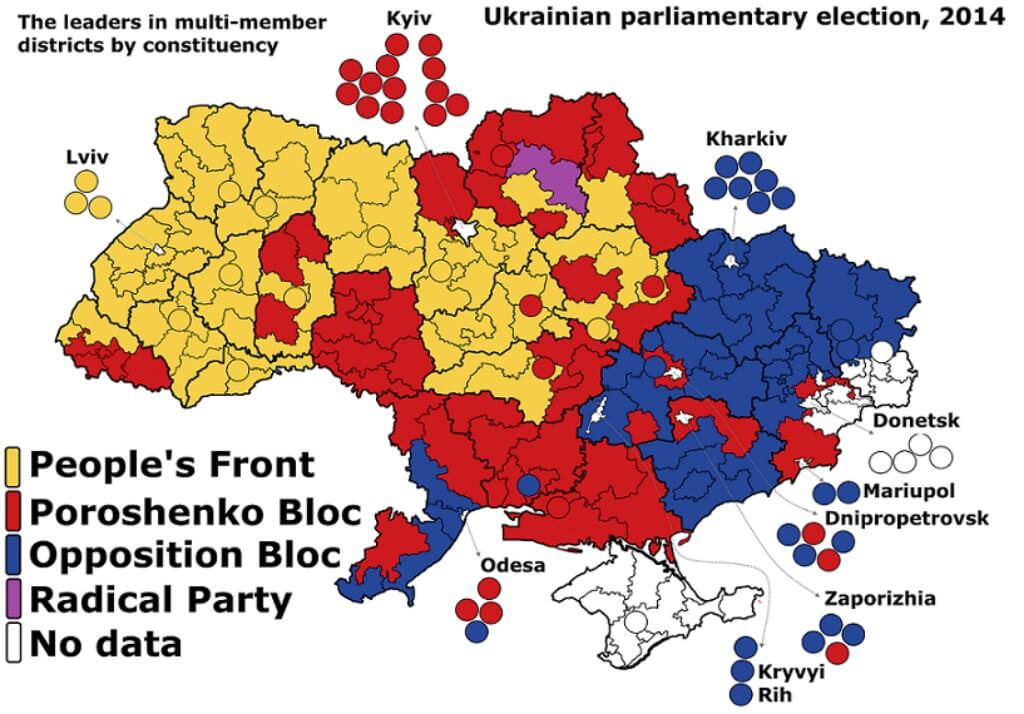 The leaders in multi-member
districts by constituency
Kyiv
Ukrainian parliamentary election, 2014
Lviv
Kharkiv
Donetsk
Mariupol
Dnipropetrovsk
Odesa
Zaporizhia
Kryvyi
Rih
People's Front
Poroshenko Bloc
Opposition Bloc
Radical Party
No data